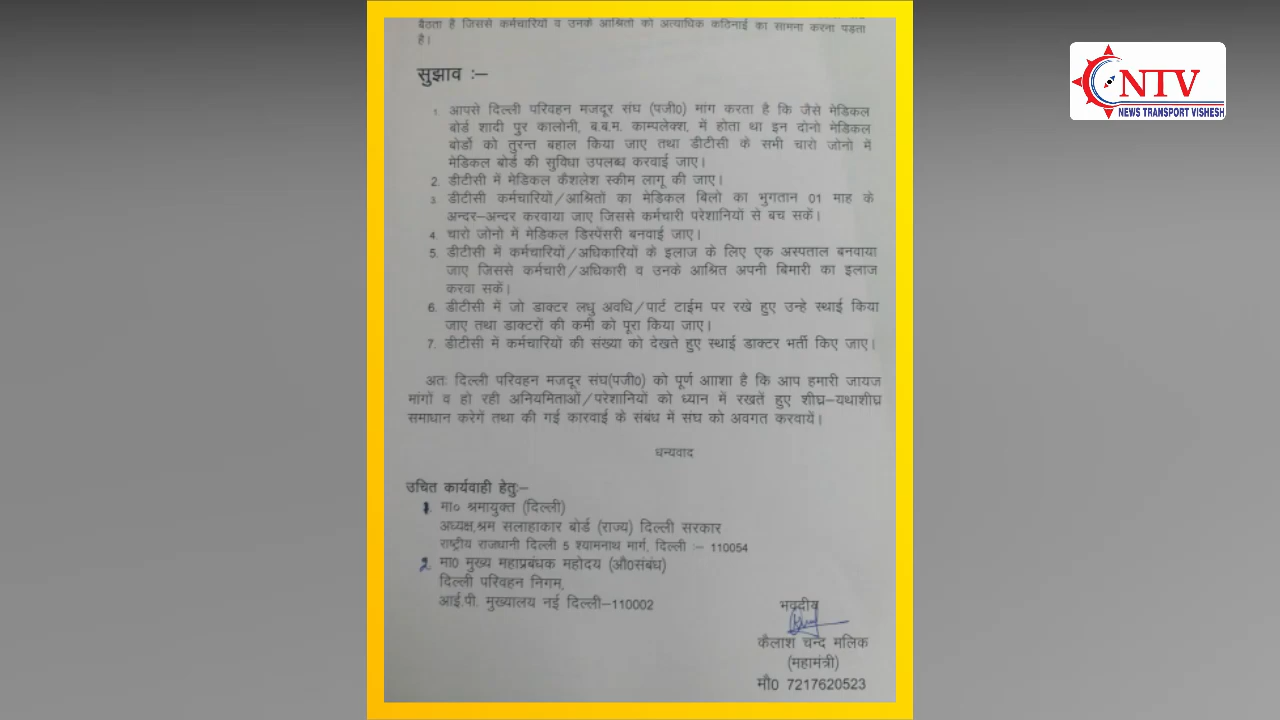 बैठता है जिससे कर्मचारियों व उनके आश्रितो को अत्याधिक कठिनाई का सामना करना पडता
है।
सुझाव :–
1. आपसे दिल्ली परिवहन मजदूर संघ (पजी0) मांग करता है कि जैसे मेडिकल
बोर्ड शादी पुर कालोनी, ब.ब.म. काम्पलेक्श, में होता था इन दोनो मेडिकल
बोर्डो को तुरन्त बहाल किया जाए तथा डीटीसी के सभी चारो जोनो में
मेडिकल बोर्ड की सुविधा उपलब्ध करवाई जाए।
2. डीटीसी में मेडिकल कैशलेश स्कीम लागू की जाए।
3. डीटीसी कर्मचारियों/आश्रितों का मेडिकल बिलो का भुगतान 01 माह के
अन्दर–अन्दर करवाया जाए जिससे कर्मचारी परेशानियों से बच सकें।
4. चारो जोनो में मेडिकल डिस्पेंसरी बनवाई जाए।
5. डीटीसी में कर्मचारियों/अधिकारियों के इलाज के लिए एक अस्पताल बनवाया
जाए जिससे कर्मचारी/अधिकारी व उनके आश्रित अपनी बिमारी का इलाज
करवा सकें।
6. डीटीसी में जो डाक्टर लधु अवधि/पार्ट टाईम पर रखे हुए उन्हे स्थाई किया
जाए तथा डाक्टरों की कमी को पूरा किया जाए।
7. डीटीसी में कर्मचारियों की संख्या को देखते हुए स्थाई डाक्टर भर्ती किए जाए।
अतः दिल्ली परिवहन मजदूर संघ(पजी0) को पूर्ण आाशा है कि आप हमारी जायज
मांगों व हो रही अनियमिताओं/परेशानियों को ध्यान में रखतें हुए शीघ्र–यथाशीघ्र
समाधान करेगें तथा की गई कारवाई के संबंध में संघ को अवगत करवायें।
धन्यवाद
उचित कार्यवाही हेतुः–
1. मा० श्रमायुक्त (दिल्ली)
अध्यक्ष,श्रम सलाहाकार बोर्ड (राज्य) दिल्ली सरकार
राष्ट्रीय राजधानी दिल्ली 5 श्यामनाथ मार्ग, दिल्ली :– 110054
2. मा0 मुख्य महाप्रबंधक महोदय (औ0संबंध)
दिल्ली परिवहन निगम,
आई.पी. मुख्यालय नई दिल्ली–110002
भवदीय
कैलाश चन्द मलिक
(महामंत्री)
मौ0 7217620523
NTV
NEWS TRANSPORT VISHESH